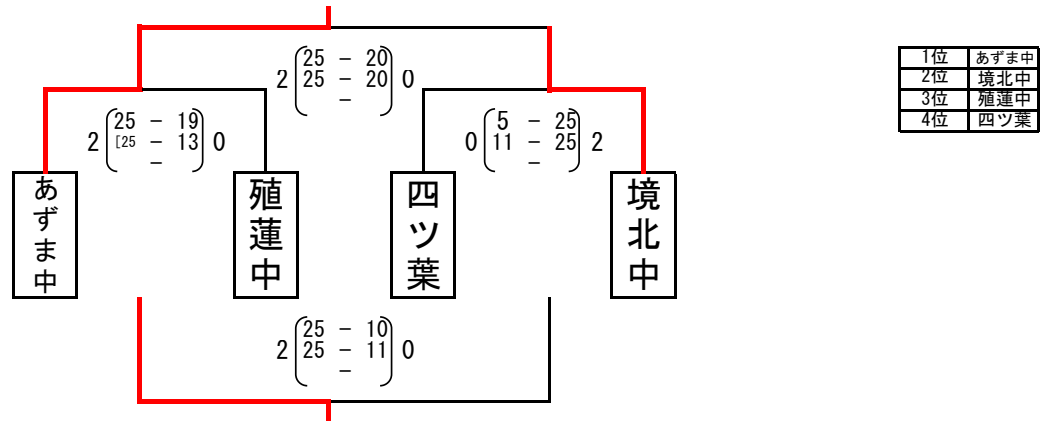 25 － 20
2 25 － 20 0
－
25 － 19
2 [25 － 13 0
－
5 － 25
0 11 － 25 2
－
あずま中
殖蓮中
四ツ葉
境北中
25 － 10
2 25 － 11 0
－
1位 あずま中
2位 境北中
3位 殖蓮中
4位 四ツ葉